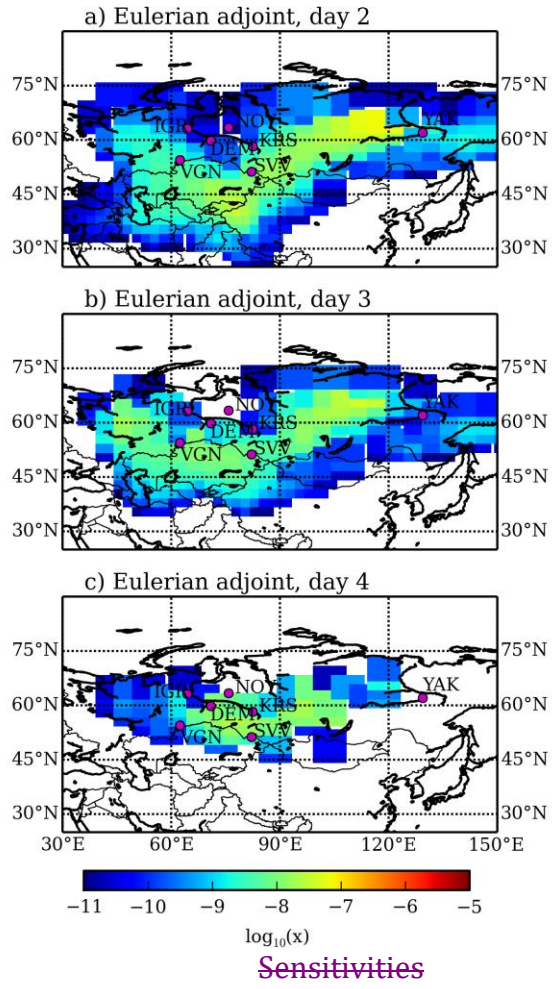 a) Eulerian adjoint, day 2
75°N 75°N
IGR NOY
60°N DEM KRS YAK 60°N
VGN SVV
45°N 45°N
30°N 30°N
b) Eulerian adjoint, day 3
75°N 75°N
IGR NOY YAK
60°N DEM KRS 60°N
VGN SVV
45°N 45°N
30°N 30°N
c) Eulerian adjoint, day 4
75°N 75°N
IGR NOY YAK
60°N DEM KRS 60°N
VGN SVV
45°N 45°N
30°N 30°N
30°E 60°E 90°E 120°E 150°E
−11 −10 −9 −8 −7 −6 −5
log10(x)
Sensitivities